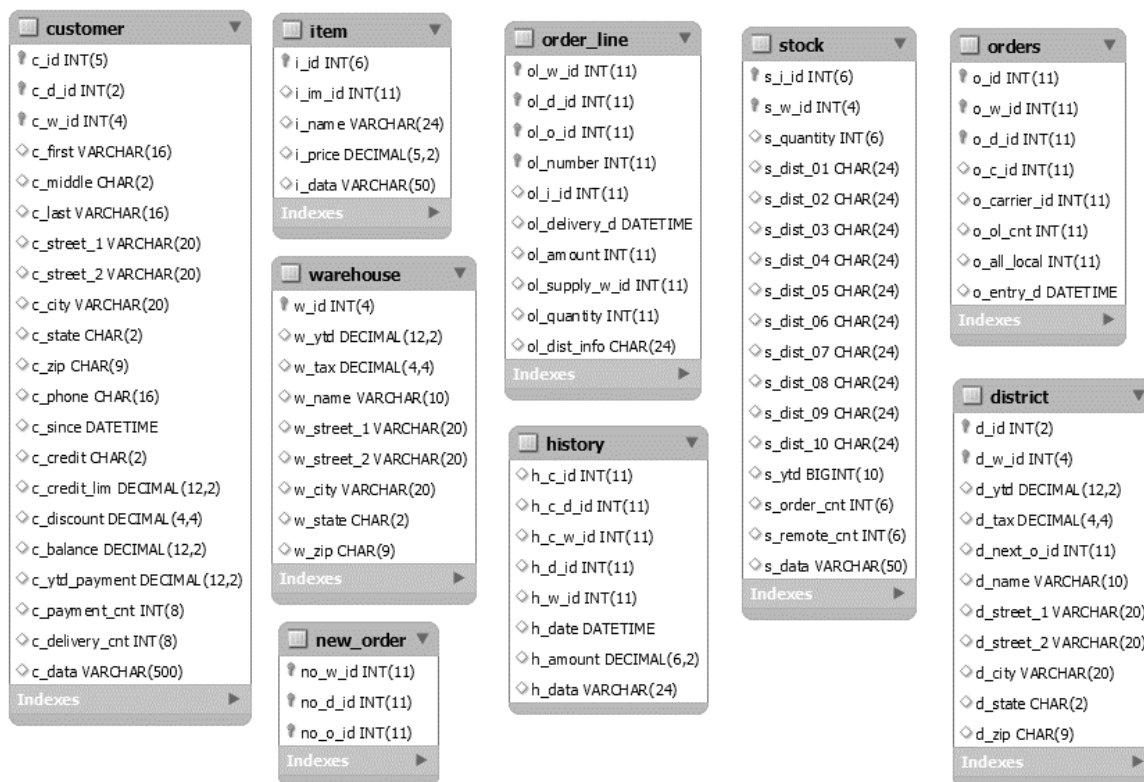 customer
c_id INT(5)
c_d_id INT(2)
c_w_id INT(4)
c_first VARCHAR(16)
c_middle CHAR(2)
c_last VARCHAR(16)
c_street_1 VARCHAR(20)
c_street_2 VARCHAR(20)
c_city VARCHAR(20)
c_state CHAR(2)
c_zip CHAR(9)
c_phone CHAR(16)
c_since DATETIME
c_credit CHAR(2)
c_credit_lim DECIMAL(12,2)
c_discount DECIMAL(4,4)
c_balance DECIMAL(12,2)
c_ytd_payment DECIMAL(12,2)
c_payment_cnt INT(8)
c_delivery_cnt INT(8)
c_data VARCHAR(500)
Indexes
item
i_id INT(6)
i_im_id INT(11)
i_name VARCHAR(24)
i_price DECIMAL(5,2)
i_data VARCHAR(50)
Indexes
warehouse
w_id INT(4)
w_ytd DECIMAL(12,2)
w_tax DECIMAL(4,4)
w_name VARCHAR(10)
w_street_1 VARCHAR(20)
w_street_2 VARCHAR(20)
w_city VARCHAR(20)
w_state CHAR(2)
w_zip CHAR(9)
Indexes
new_order
no_w_id INT(11)
no_d_id INT(11)
no_o_id INT(11)
Indexes
order_line
ol_w_id INT(11)
ol_d_id INT(11)
ol_o_id INT(11)
ol_number INT(11)
ol_i_id INT(11)
ol_delivery_d DATETIME
ol_amount INT(11)
ol_supply_w_id INT(11)
ol_quantity INT(11)
ol_dist_info CHAR(24)
Indexes
history
h_c_id INT(11)
h_c_d_id INT(11)
h_c_w_id INT(11)
h_d_id INT(11)
h_w_id INT(11)
h_date DATETIME
h_amount DECIMAL(6,2)
h_data VARCHAR(24)
stock
s_i_id INT(6)
s_w_id INT(4)
s_quantity INT(6)
s_dist_01 CHAR(24)
s_dist_02 CHAR(24)
s_dist_03 CHAR(24)
s_dist_04 CHAR(24)
s_dist_05 CHAR(24)
s_dist_06 CHAR(24)
s_dist_07 CHAR(24)
s_dist_08 CHAR(24)
s_dist_09 CHAR(24)
s_dist_10 CHAR(24)
s_ytd BIGINT(10)
s_order_cnt INT(6)
s_remote_cnt INT(6)
s_data VARCHAR(50)
Indexes
orders
o_id INT(11)
o_w_id INT(11)
o_d_id INT(11)
o_c_id INT(11)
o_carrier_id INT(11)
o_ol_cnt INT(11)
o_all_local INT(11)
o_entry_d DATETIME
Indexes
district
d_id INT(2)
d_w_id INT(4)
d_ytd DECIMAL(12,2)
d_tax DECIMAL(4,4)
d_next_o_id INT(11)
d_name VARCHAR(10)
d_street_1 VARCHAR(20)
d_street_2 VARCHAR(20)
d_city VARCHAR(20)
d_state CHAR(2)
d_zip CHAR(9)
Indexes